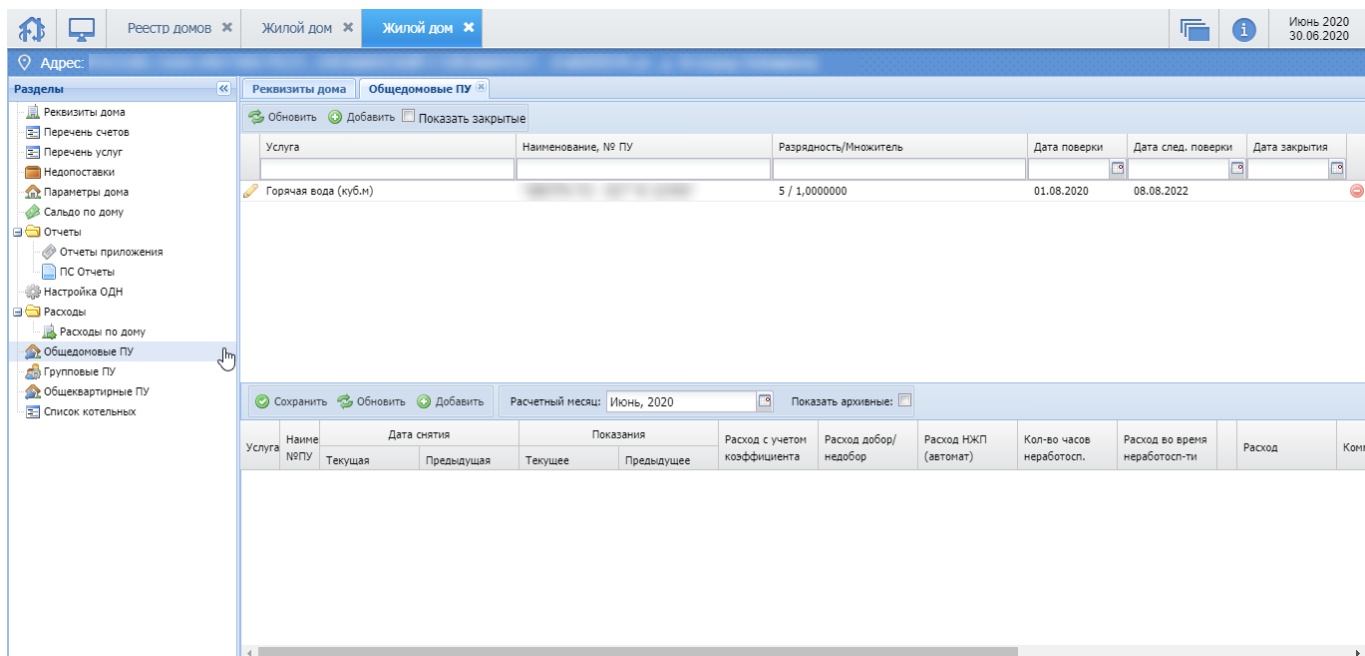 Реестр домов
Жилой дом
Жилой дом
Июнь 2020
30.06.2020
Адрес:
Разделы
Реквизиты дома
Перечень счетов
Перечень услуг
Недопоставки
Параметры дома
Сальдо по дому
Отчеты
Отчеты приложения
ПС Отчеты
Настройка ОДН
Расходы
Расходы по дому
Общедомовые ПУ
Групповые ПУ
Общеквартирные ПУ
Список котельных
Реквизиты дома Общедомовые ПУ
Обновить Добавить Показать закрытые
Услуга Наименование, № ПУ Разрядность/Множитель Дата поверки Дата след. поверки Дата закрытия
Горячая вода (куб.м) 5 / 1,0000000 01.08.2020 08.08.2022
Сохранить Обновить Добавить Расчетный месяц: Июнь, 2020 Показать архивные:
Услуга
Наиме
№ПУ
Дата снятия
Текущая Предыдущая
Показания
Текущее Предыдущее
Расход с учетом
коэффициента
Расход добор/
недобор
Расход НЖП
(автомат)
Кол-во часов
неработосп.
Расход во время
неработосп-ти
Расход
Ком